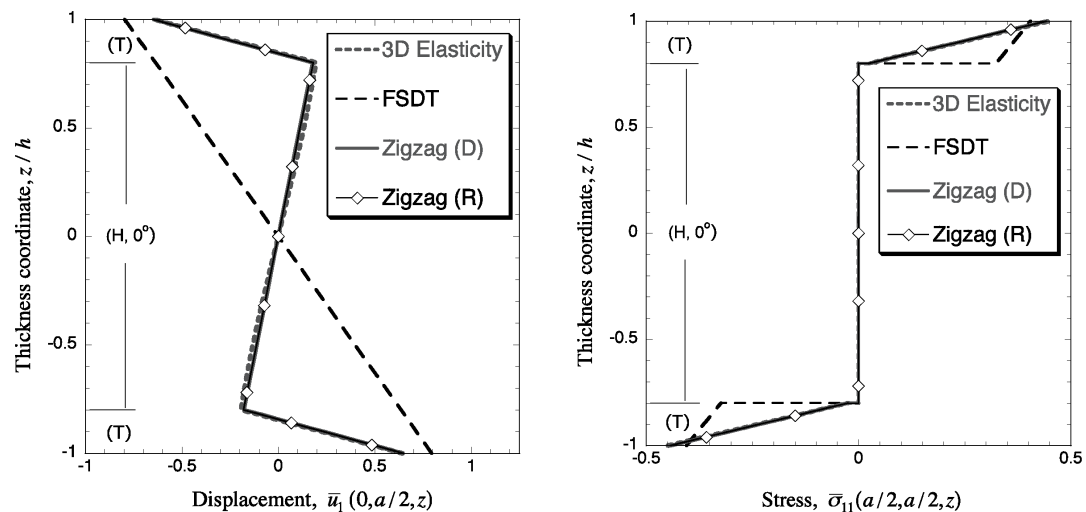 1
0.5
0
-0.5
-1
-1
-0.5
0
0.5
1
Thickness coordinate, z / h
Displacement, u̅₁ (0,a/2,z)
(T)
(H, 0°)
(T)
3D Elasticity
FSDT
Zigzag (D)
Zigzag (R)
1
0.5
0
-0.5
-1
-0.5
0
0.5
Thickness coordinate, z / h
Stress, σ̅₁₁(a/2,a/2,z)
(T)
(H, 0°)
(T)
3D Elasticity
FSDT
Zigzag (D)
Zigzag (R)